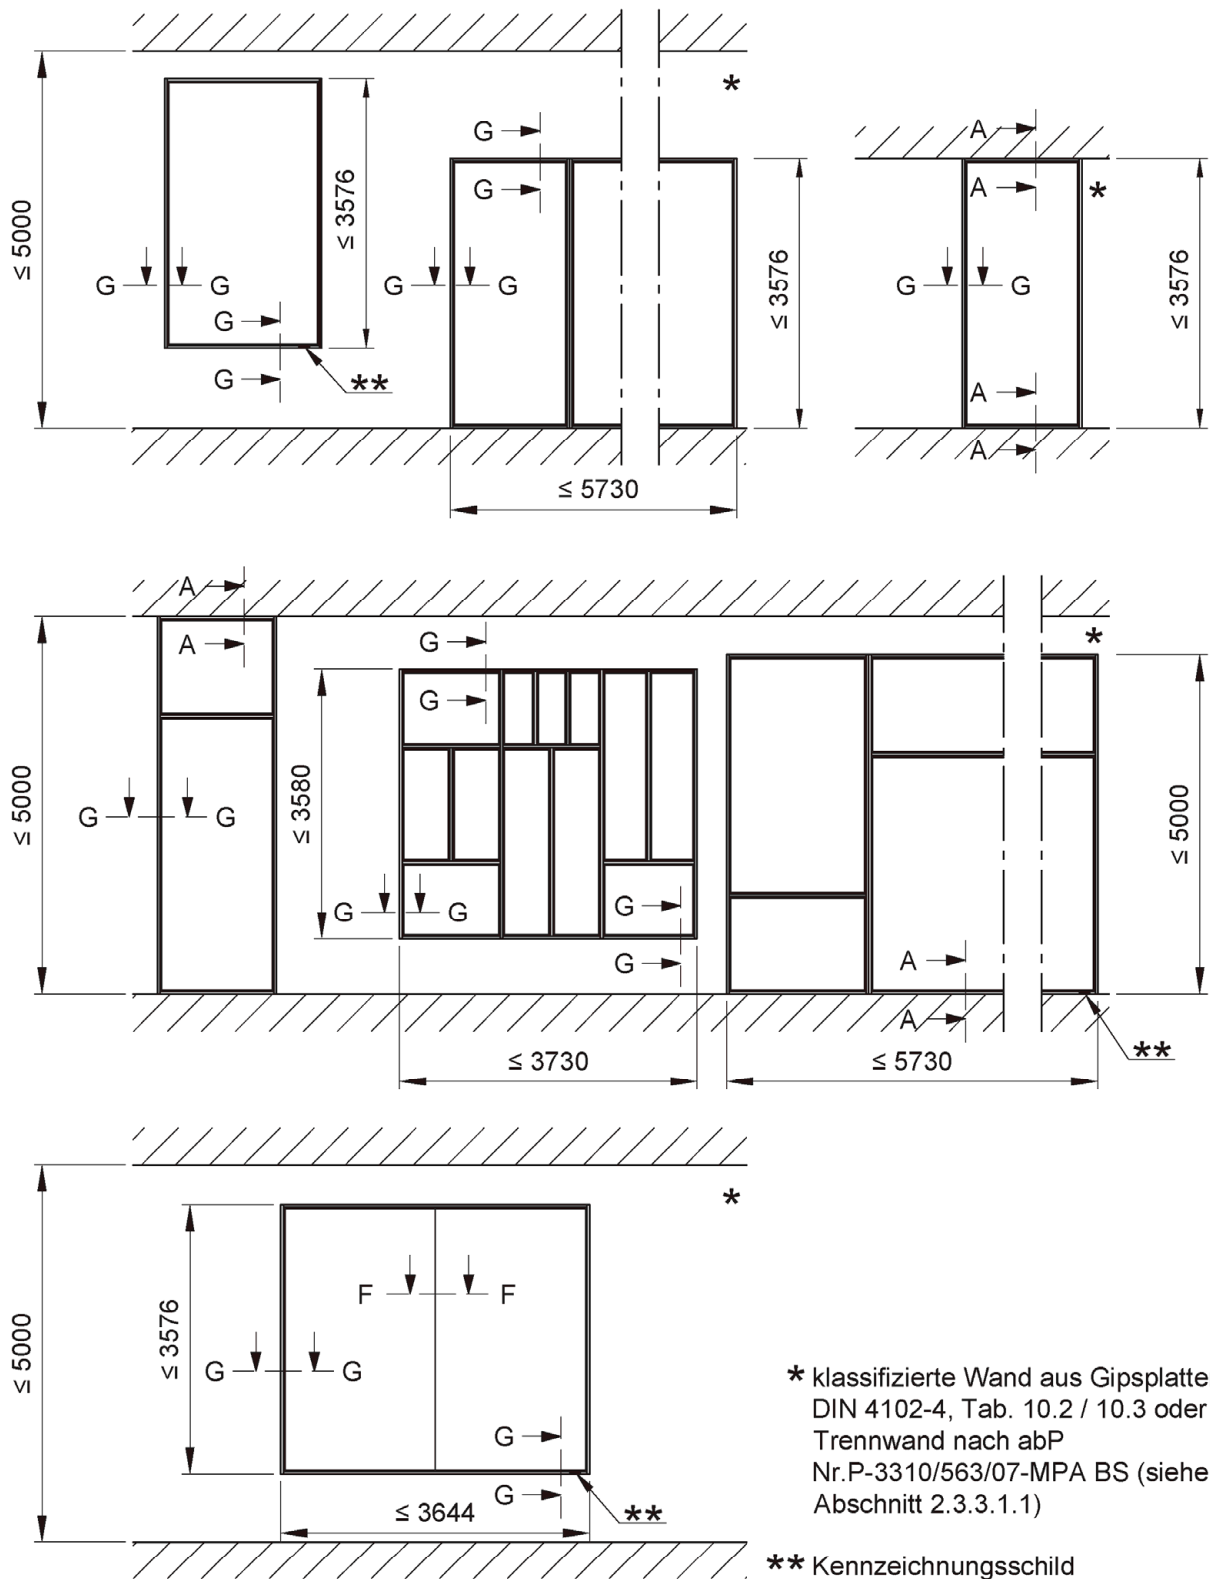 *
G
G
A
A
*
≤ 5000
≤ 3576
G G
G G
≤ 3576
G G
≤ 3576
G
G
**
A
A
≤ 5730
A
A
G
G
*
≤ 5000
G G
≤ 3580
G G
G
G
≤ 5000
A
A
**
≤ 3730
≤ 5730
*
≤ 5000
≤ 3576
F F
G G
G
G
**
≤ 3644
* klassifizierte Wand aus Gipsplatte
DIN 4102-4, Tab. 10.2 / 10.3 oder
Trennwand nach abP
Nr.P-3310/563/07-MPA BS (siehe
Abschnitt 2.3.3.1.1)
** Kennzeichnungsschild